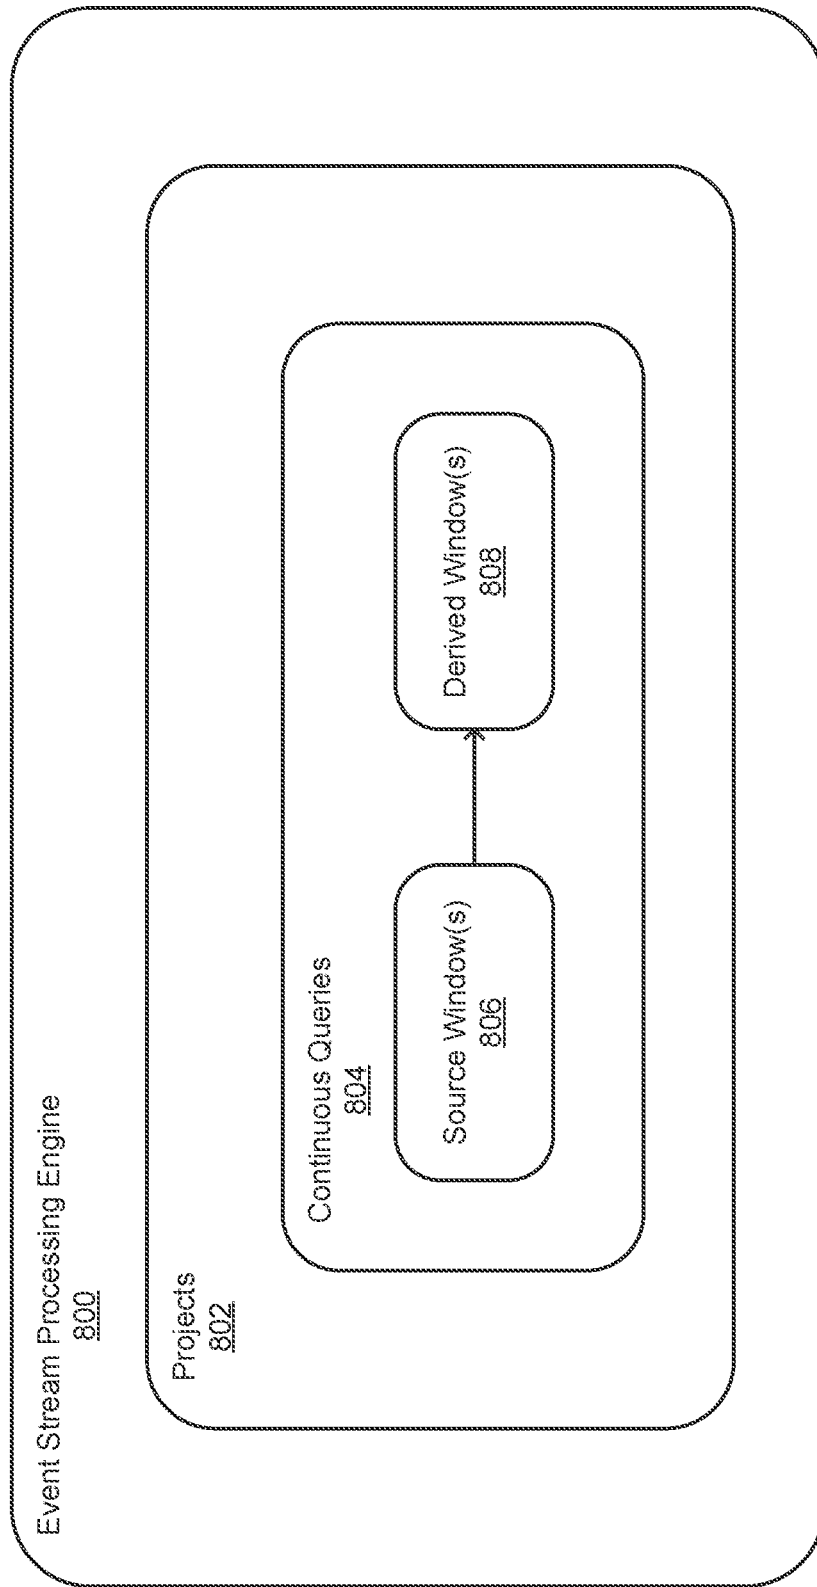 Event Stream Processing Engine
800
Projects
802
Continuous Queries
804
Source Window(s)
806
Derived Window(s)
808